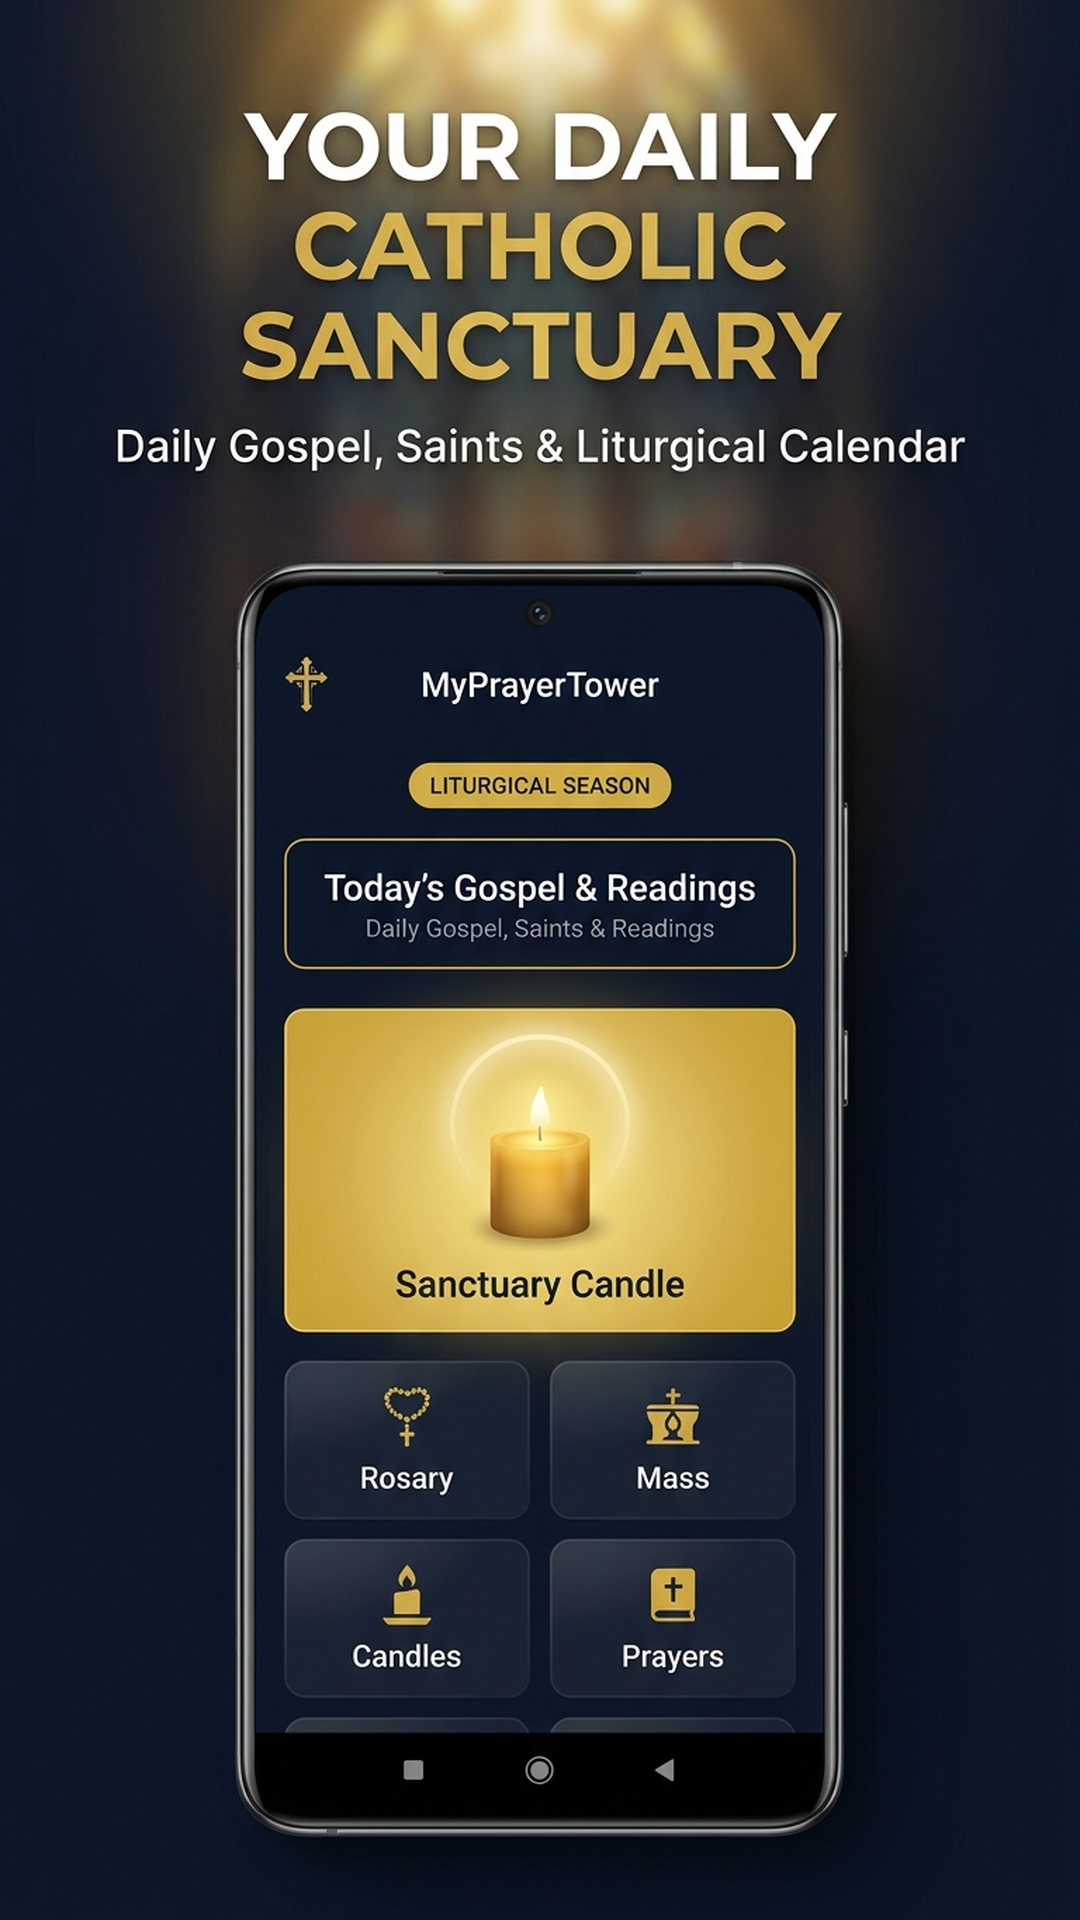 YOUR DAILY
CATHOLIC
SANCTUARY
Daily Gospel, Saints & Liturgical Calendar
MyPrayerTower
LITURGICAL SEASON
Today’s Gospel & Readings
Daily Gospel, Saints & Readings
Sanctuary Candle
Rosary
Mass
Candles
Prayers